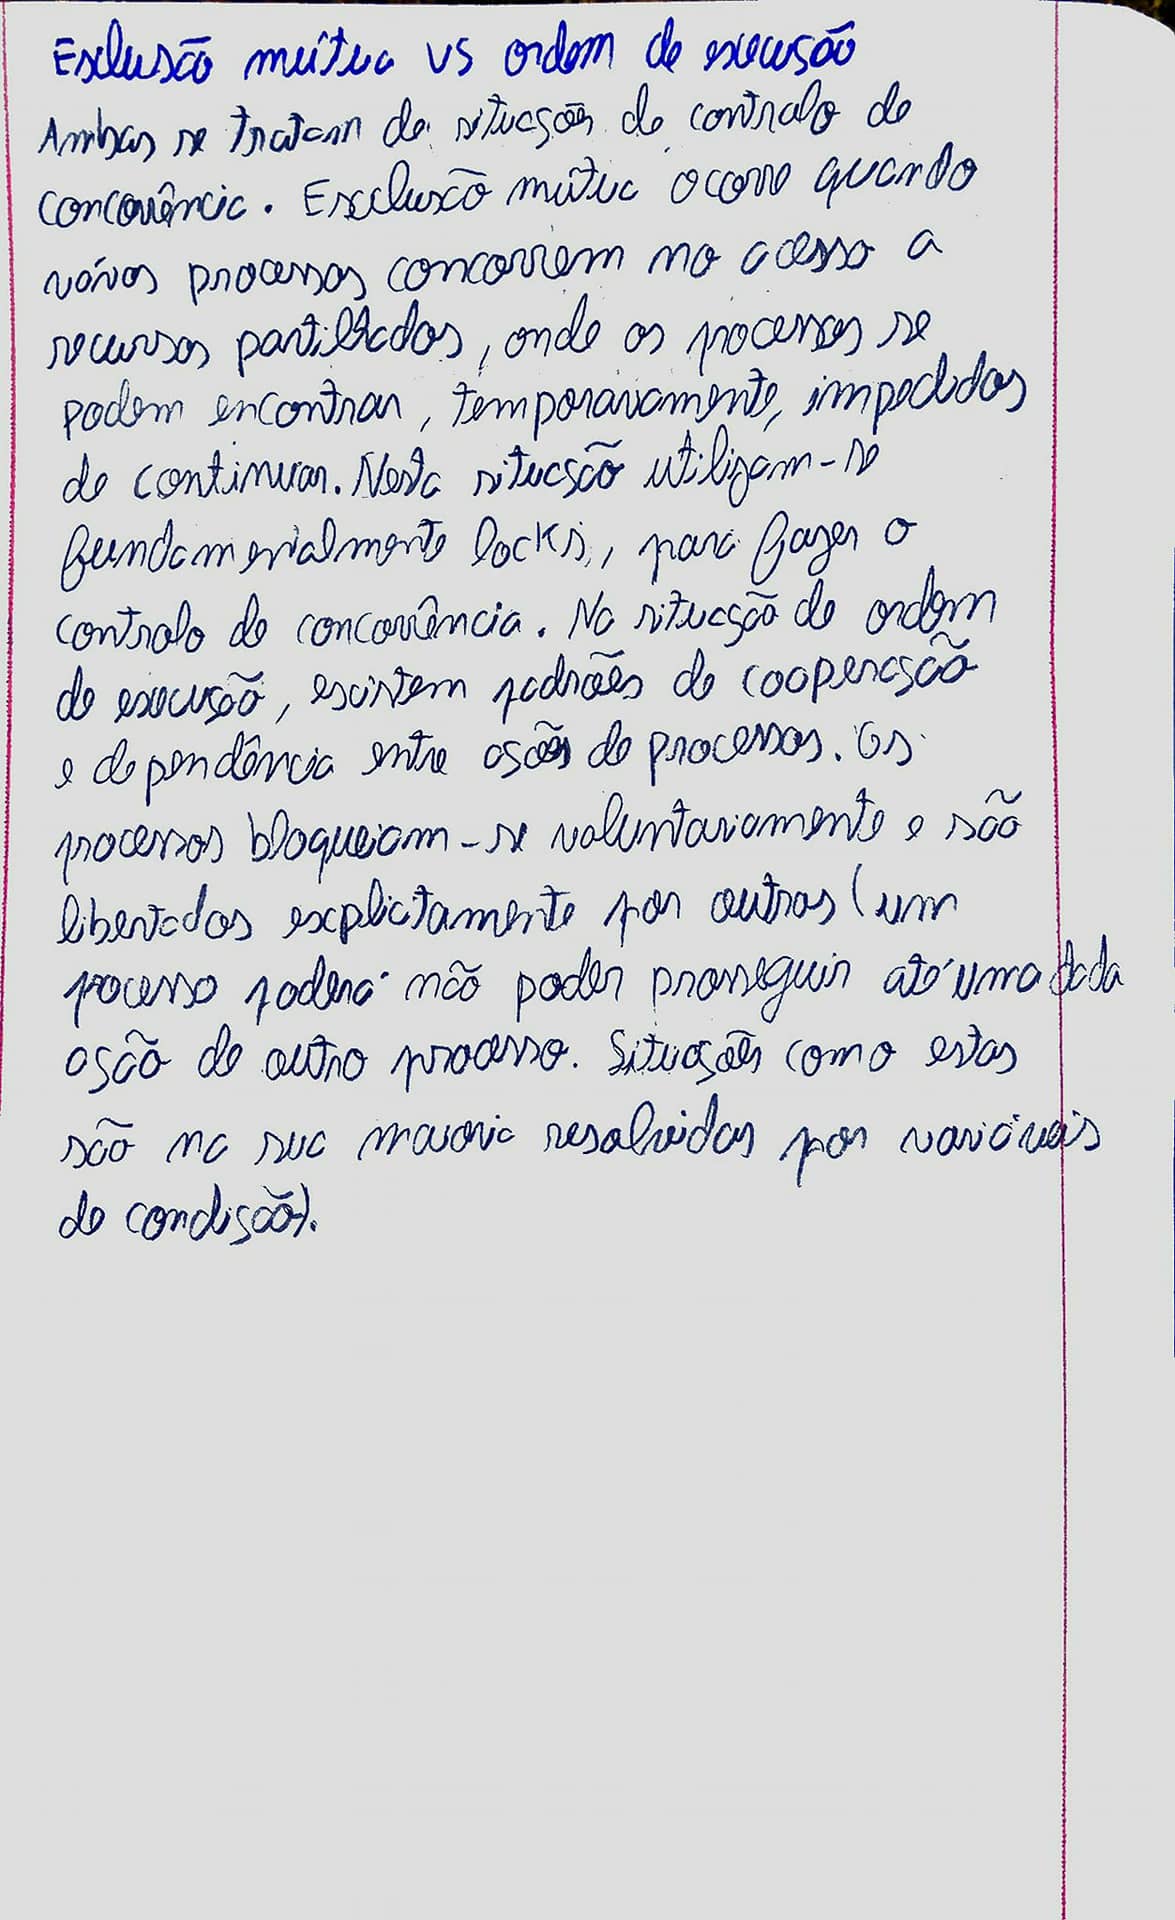 Exclusão mútua vs ordem de execução
Ambas se tratam de situações de controlo de
concorrência. Exclusão mútua ocorre quando
vários processos concorrem no acesso a
recursos partilhados, onde os processos se
podem encontrar, temporariamente, impedidos
de continuar. Nesta situação utilizam-se
fundamentalmente locks, para fazer o
controlo de concorrência. Na situação de ordem
de execução, existem padrões de cooperação
e dependência entre ações de processos. Os
processos bloqueiam-se voluntariamente e são
libertados explicitamente por outros (um
processo poderá não poder prosseguir até uma dada
ação de outro processo. Situações como estas
são na sua maioria resolvidas por variáveis
de condição).